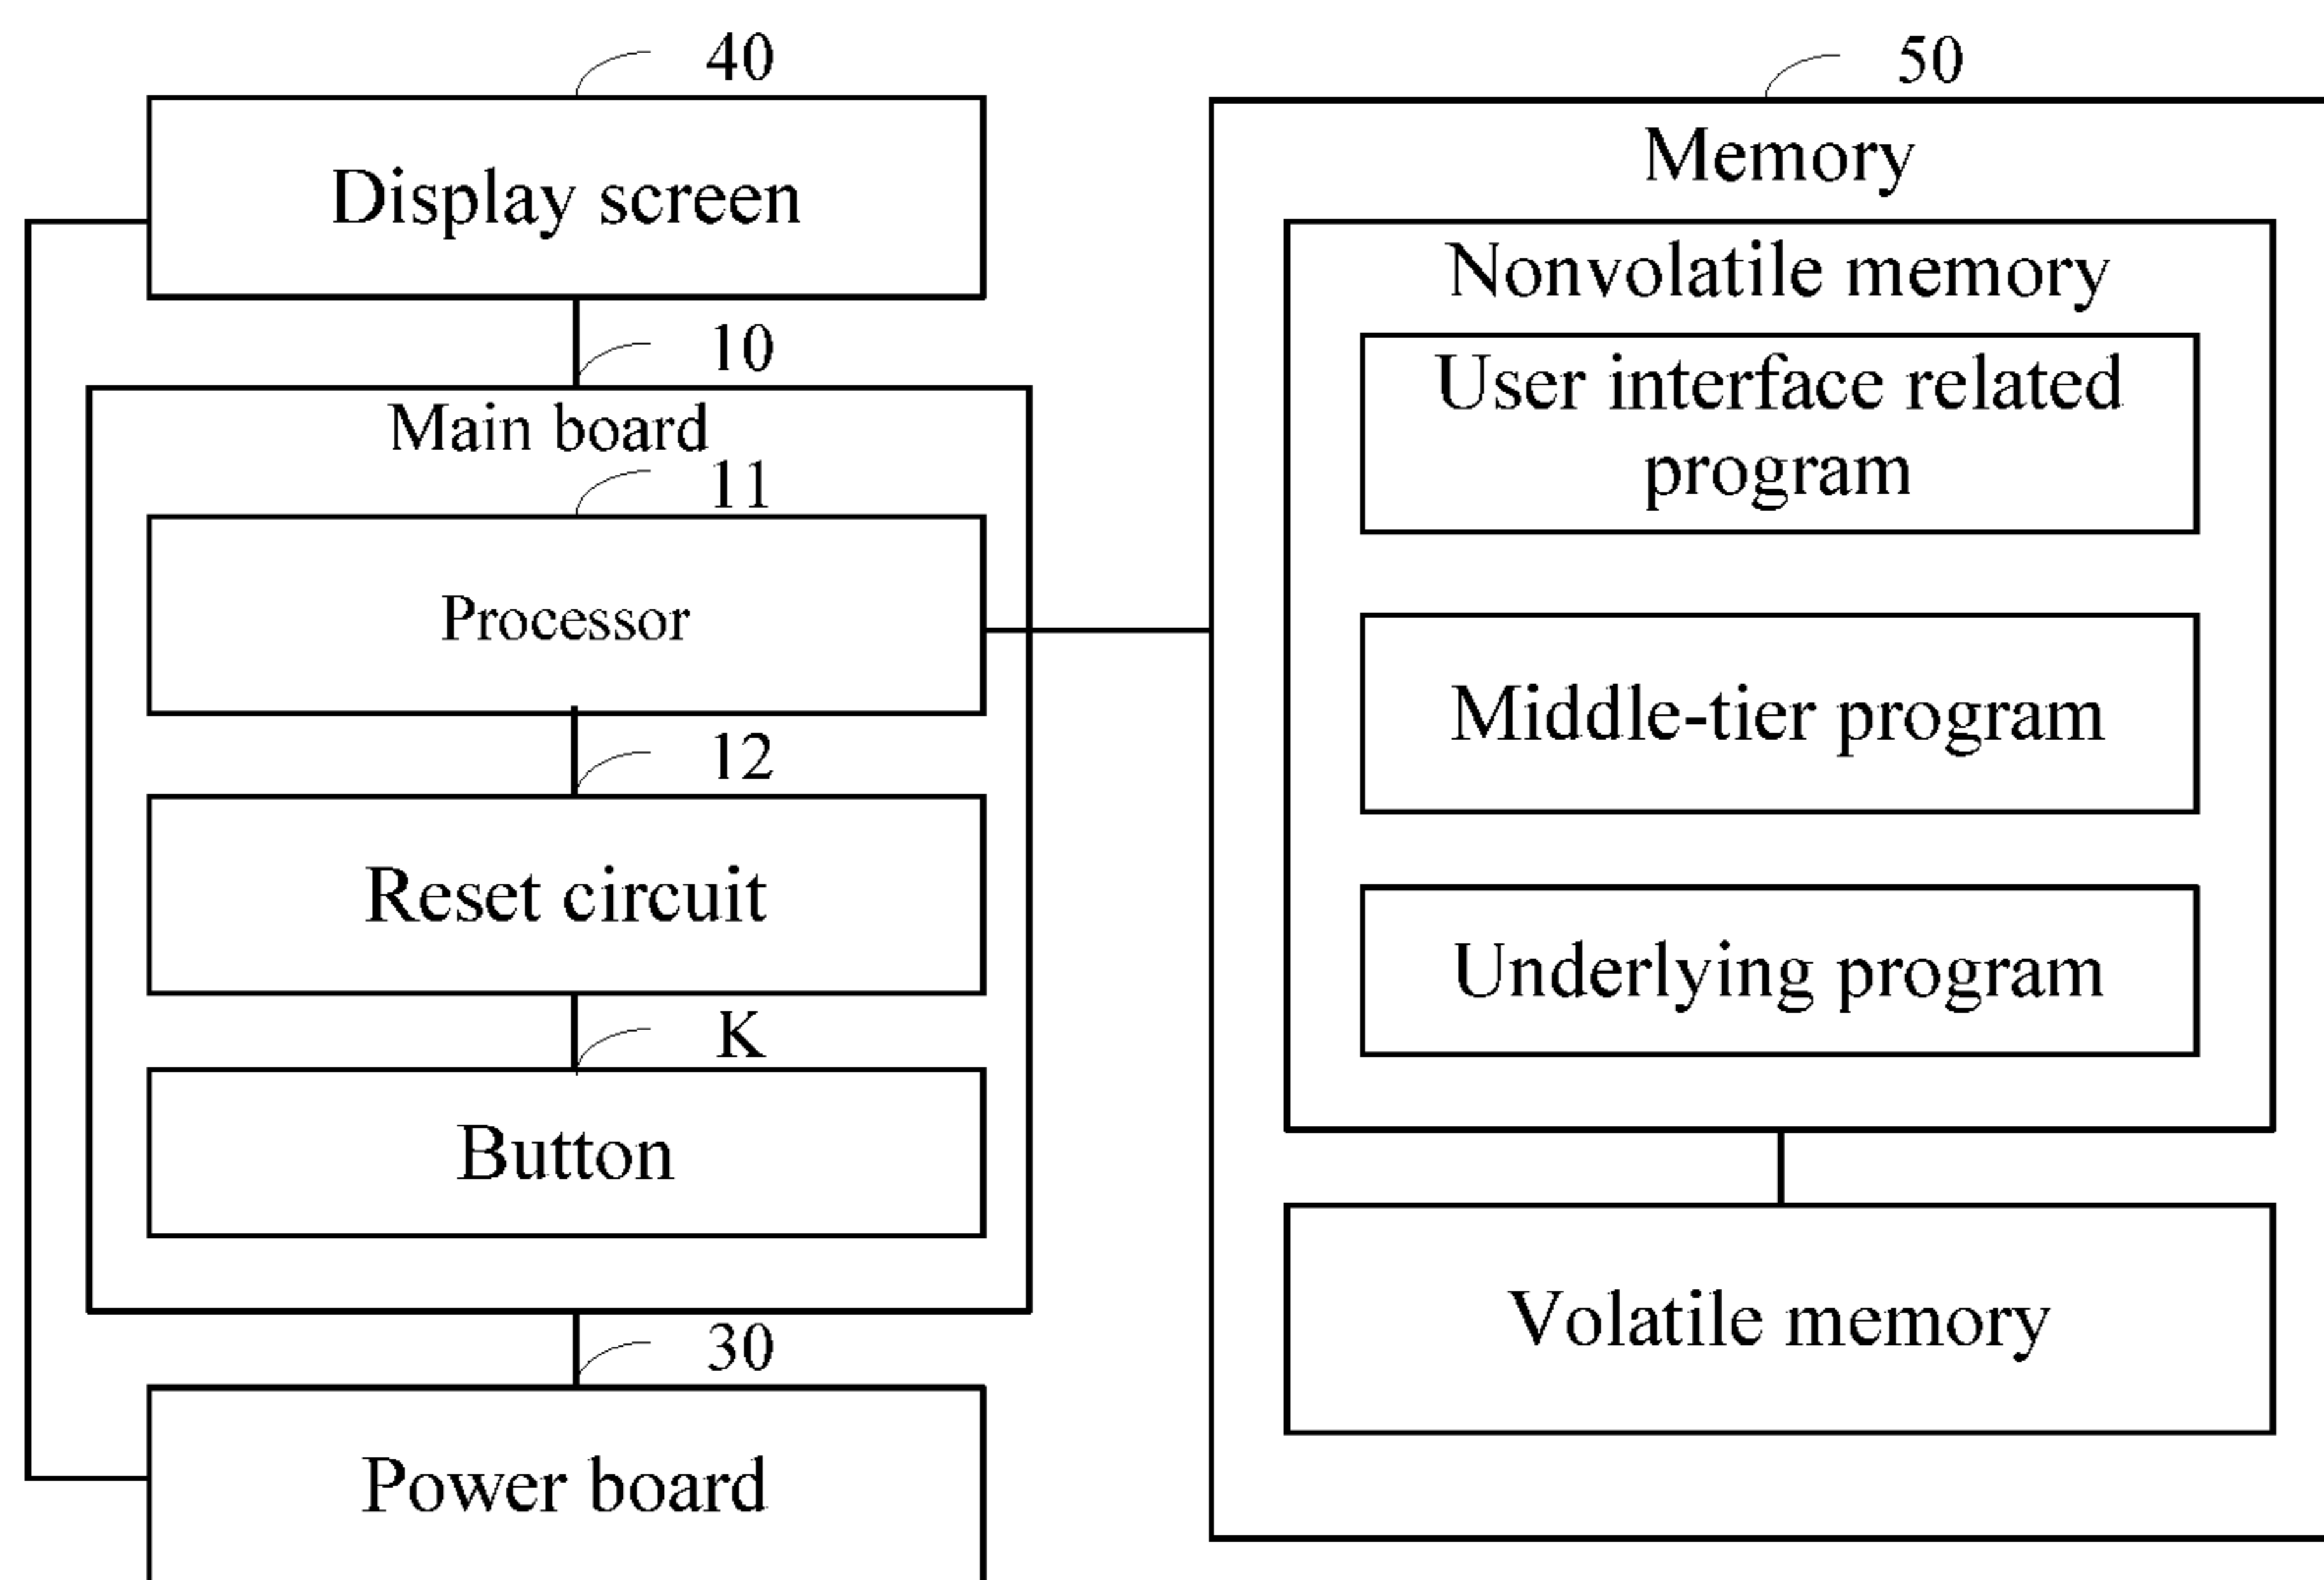 40
Display screen
10
Main board
11
Processor
12
Reset circuit
K
Button
30
Power board
50
Memory
Nonvolatile memory
User interface related
program
Middle-tier program
Underlying program
Volatile memory